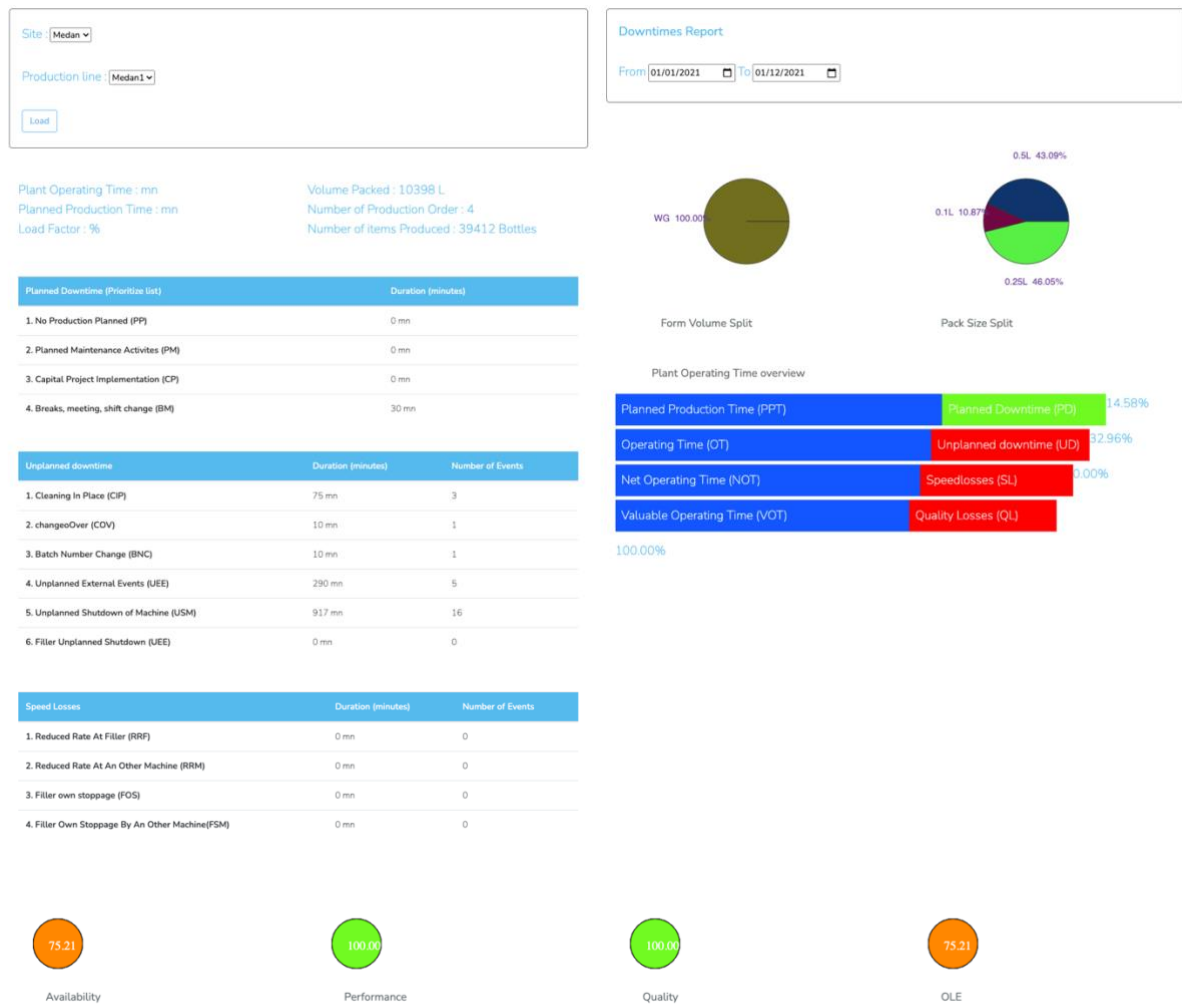 Site : Medan
Production line : Medan1
Load
Downtimes Report
From 01/01/2021 To 01/12/2021
Plant Operating Time : mn
Planned Production Time : mn
Load Factor : %
Volume Packed : 10398 L
Number of Production Order : 4
Number of items Produced : 39412 Bottles
WG 100.00%
Form Volume Split
0.5L 43.09%
0.1L 10.87%
0.25L 46.05%
Pack Size Split
Planned Downtime (Prioritize list) Duration (minutes)
1. No Production Planned (PP) 0 mn
2. Planned Maintenance Activites (PM) 0 mn
3. Capital Project Implementation (CP) 0 mn
4. Breaks, meeting, shift change (BM) 30 mn
Plant Operating Time overview
Planned Production Time (PPT) Planned Downtime (PD) 14.58%
Operating Time (OT) Unplanned downtime (UD) 32.96%
Net Operating Time (NOT) Speedlosses (SL) 0.00%
Valuable Operating Time (VOT) Quality Losses (QL)
100.00%
Unplanned downtime Duration (minutes) Number of Events
1. Cleaning In Place (CIP) 75 mn 3
2. changeoOver (COV) 10 mn 1
3. Batch Number Change (BNC) 10 mn 1
4. Unplanned External Events (UEE) 290 mn 5
5. Unplanned Shutdown of Machine (USM) 917 mn 16
6. Filler Unplanned Shutdown (UEE) 0 mn 0
Speed Losses Duration (minutes) Number of Events
1. Reduced Rate At Filler (RRF) 0 mn 0
2. Reduced Rate At An Other Machine (RRM) 0 mn 0
3. Filler own stoppage (FOS) 0 mn 0
4. Filler Own Stoppage By An Other Machine(FSM) 0 mn 0
75.21 100.00 100.00 75.21
Availability Performance Quality OLE